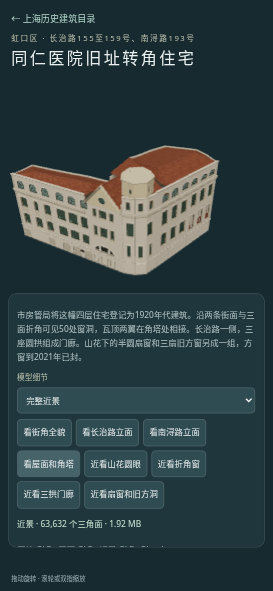 ← 上海历史建筑目录
虹口区 · 长治路155至159号、南浔路193号
同仁医院旧址转角住宅
市房管局将这幢四层住宅登记为1920年代建筑。沿两条街面与三
面折角可见50处窗洞，瓦顶两翼在角塔处相接。长治路一侧，三
座圆拱组成门廊。山花下的半圆扇窗和三扇旧方窗另成一组，方
窗到2021年已封。
模型细节
完整近景
看街角全貌
看长治路立面
看南浔路立面
看屋面和角塔
近看山花圆眼
近看折角窗
近看三拱门廊
近看扇窗和旧方洞
近景 · 63,632 个三角面 · 1.92 MB
拖动旋转 · 滚轮或双指缩放